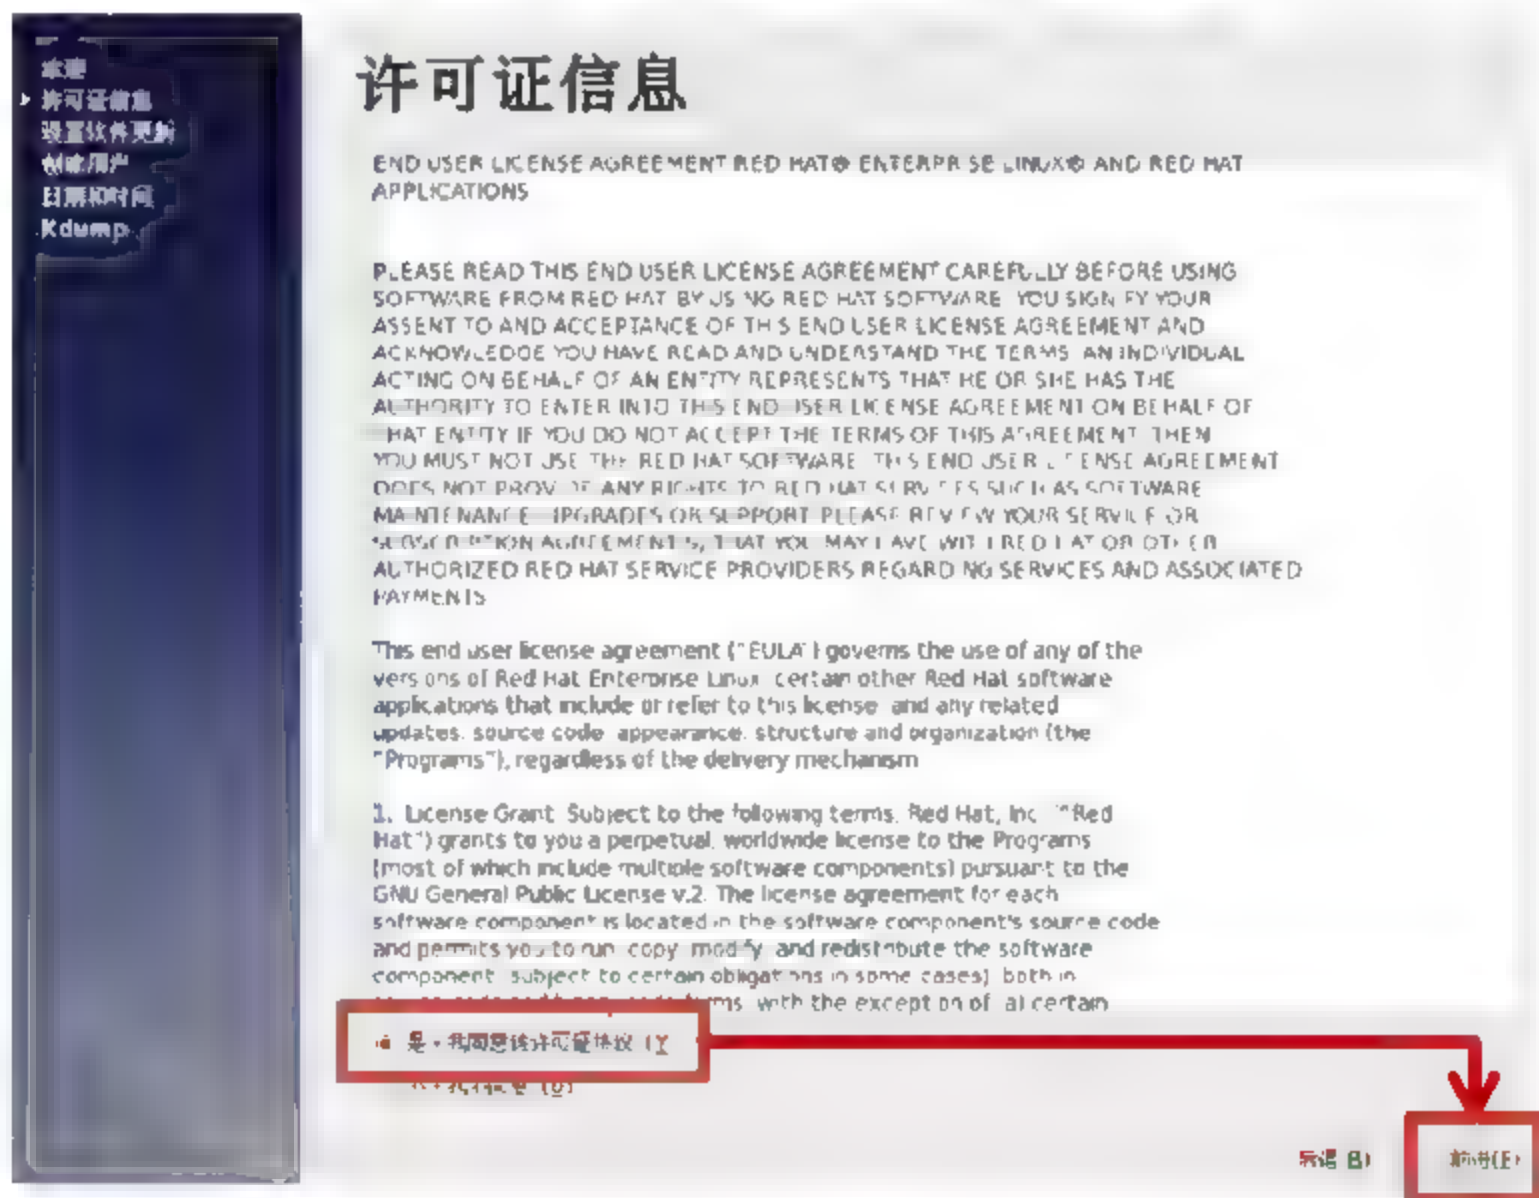 欢迎
许可证信息
设置软件更新
创建用户
日期和时间
Kdump
许可证信息
END USER LICENSE AGREEMENT RED HAT® ENTERPRISE LINUX® AND RED HAT
APPLICATIONS
PLEASE READ THIS END USER LICENSE AGREEMENT CAREFULLY BEFORE USING
SOFTWARE FROM RED HAT. BY USING RED HAT SOFTWARE, YOU SIGNIFY YOUR
ASSENT TO AND ACCEPTANCE OF THIS END USER LICENSE AGREEMENT AND
ACKNOWLEDGE YOU HAVE READ AND UNDERSTAND THE TERMS. AN INDIVIDUAL
ACTING ON BEHALF OF AN ENTITY REPRESENTS THAT HE OR SHE HAS THE
AUTHORITY TO ENTER INTO THIS END USER LICENSE AGREEMENT ON BEHALF OF
THAT ENTITY. IF YOU DO NOT ACCEPT THE TERMS OF THIS AGREEMENT, THEN
YOU MUST NOT USE THE RED HAT SOFTWARE. THIS END USER LICENSE AGREEMENT
DOES NOT PROVIDE ANY RIGHTS TO RED HAT SERVICES SUCH AS SOFTWARE
MAINTENANCE, UPGRADES OR SUPPORT. PLEASE REVIEW YOUR SERVICE OR
SUBSCRIPTION AGREEMENT(S) THAT YOU MAY HAVE WITH RED HAT OR OTHER
AUTHORIZED RED HAT SERVICE PROVIDERS REGARDING SERVICES AND ASSOCIATED
PAYMENTS.
This end user license agreement ("EULA") governs the use of any of the
versions of Red Hat Enterprise Linux, certain other Red Hat software
applications that include or refer to this license, and any related
updates, source code, appearance, structure and organization (the
"Programs"), regardless of the delivery mechanism.
1. License Grant. Subject to the following terms, Red Hat, Inc. ("Red
Hat") grants to you a perpetual, worldwide license to the Programs
(most of which include multiple software components) pursuant to the
GNU General Public License v.2. The license agreement for each
software component is located in the software component's source code
and permits you to run, copy, modify, and redistribute the software
component (subject to certain obligations in some cases), both in
with the exception of (a) certain
是，我同意该许可证协议 (Y
(O)
后退(B)
前进(F)